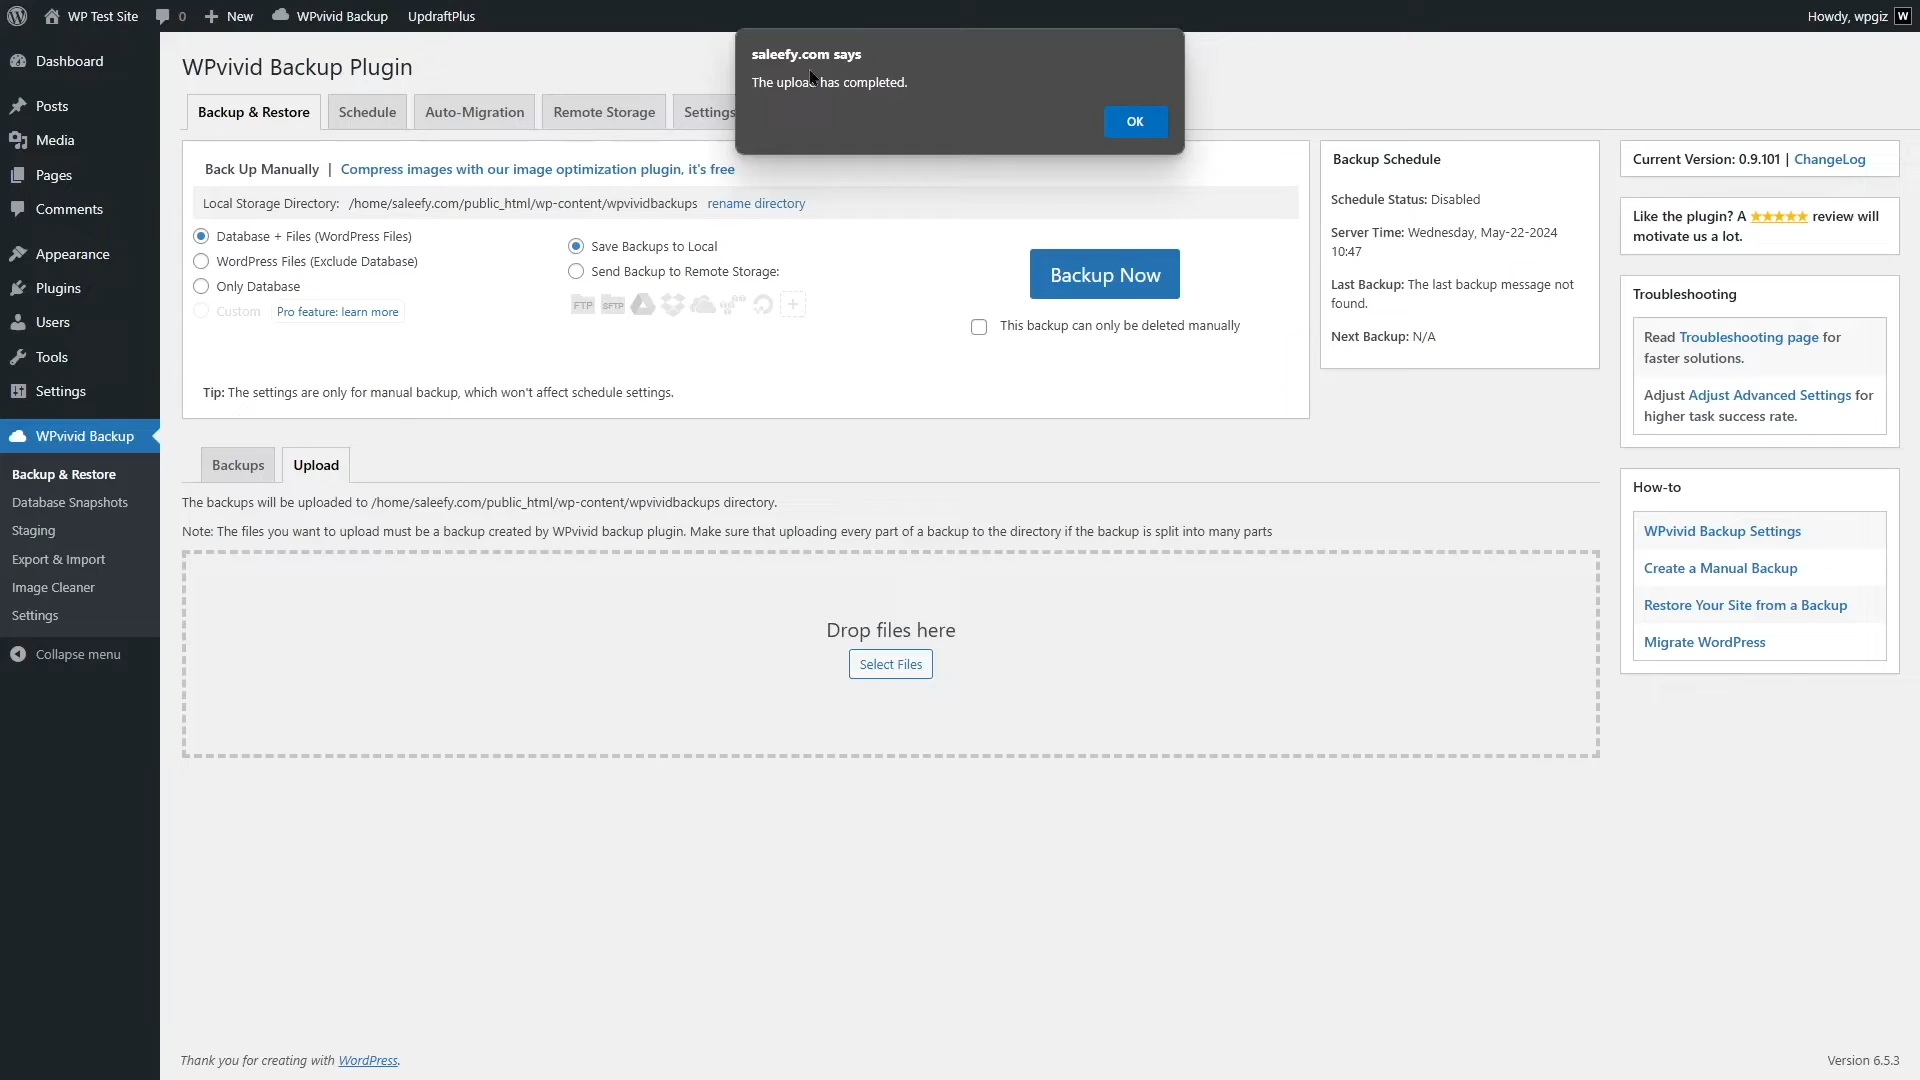 WP Test Site
0
New
WPvivid Backup
UpdraftPlus
Howdy, wpgiz
W
Dashboard
Posts
Media
Pages
Comments
Appearance
Plugins
Users
Tools
Settings
WPvivid Backup
Backup & Restore
Database Snapshots
Staging
Export & Import
Image Cleaner
Settings
Collapse menu
WPvivid Backup Plugin
saleefy.com says
The upload has completed.
OK
Backup & Restore
Schedule
Auto-Migration
Remote Storage
Settings
Back Up Manually | Compress images with our image optimization plugin, it's free
Local Storage Directory: /home/saleefy.com/public_html/wp-content/wpvividbackups rename directory
Database + Files (WordPress Files)
WordPress Files (Exclude Database)
Only Database
Custom
Pro feature: learn more
Save Backups to Local
Send Backup to Remote Storage:
FTP
SFTP
Backup Now
This backup can only be deleted manually
Tip: The settings are only for manual backup, which won't affect schedule settings.
Backup Schedule
Schedule Status: Disabled
Server Time: Wednesday, May-22-2024
10:47
Last Backup: The last backup message not
found.
Next Backup: N/A
Current Version: 0.9.101 | ChangeLog
Like the plugin? A ★★★★★ review will
motivate us a lot.
Troubleshooting
Read Troubleshooting page for
faster solutions.
Adjust Adjust Advanced Settings for
higher task success rate.
How-to
WPvivid Backup Settings
Create a Manual Backup
Restore Your Site from a Backup
Migrate WordPress
Backups
Upload
The backups will be uploaded to /home/saleefy.com/public_html/wp-content/wpvividbackups directory.
Note: The files you want to upload must be a backup created by WPvivid backup plugin. Make sure that uploading every part of a backup to the directory if the backup is split into many parts
Drop files here
Select Files
Thank you for creating with WordPress.
Version 6.5.3